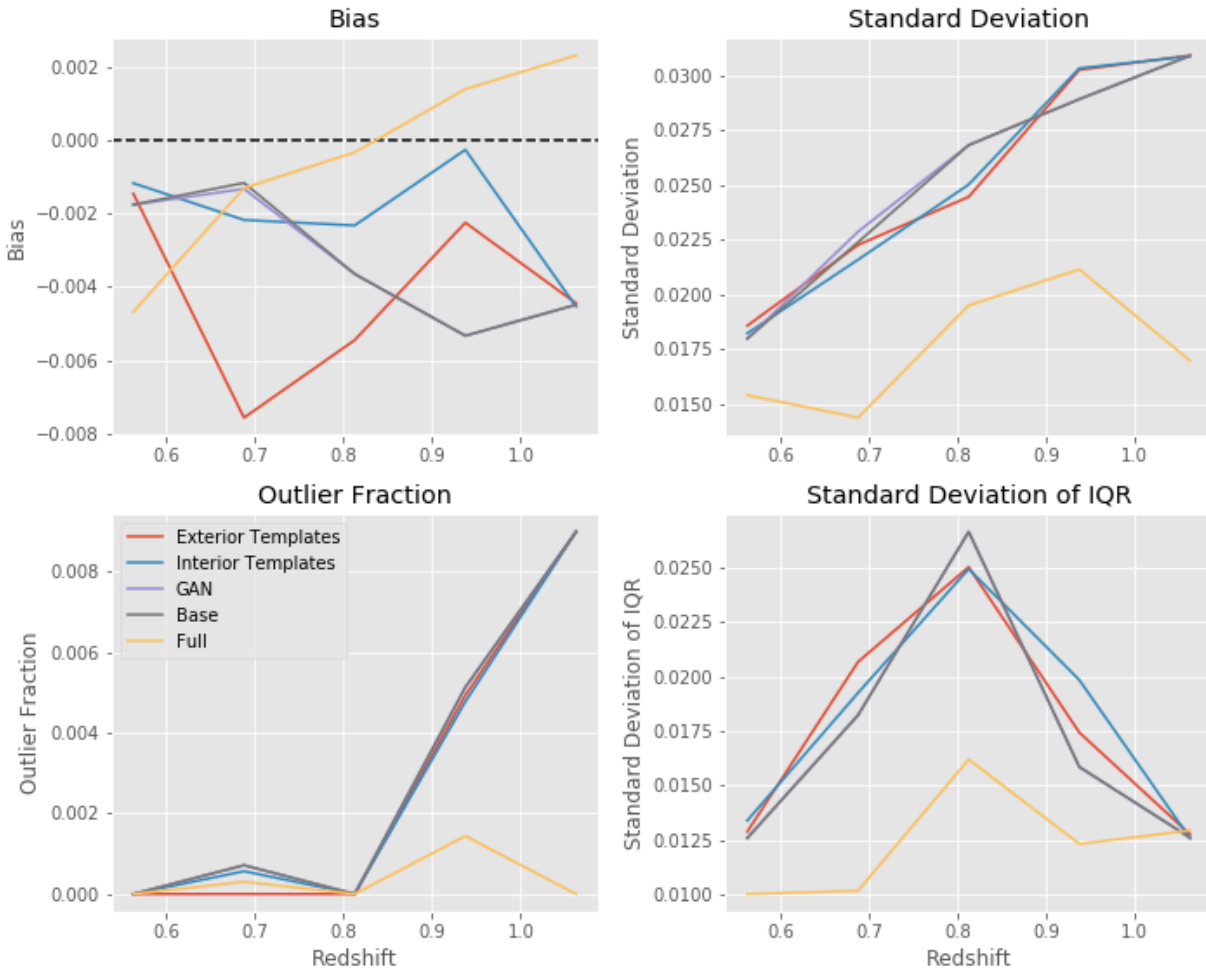 Bias
Bias
0.002
0.000
−0.002
−0.004
−0.006
−0.008
0.6 0.7 0.8 0.9 1.0
Standard Deviation
Standard Deviation
0.0300
0.0275
0.0250
0.0225
0.0200
0.0175
0.0150
0.6 0.7 0.8 0.9 1.0
Outlier Fraction
Outlier Fraction
0.008
0.006
0.004
0.002
0.000
Exterior Templates
Interior Templates
GAN
Base
Full
0.6 0.7 0.8 0.9 1.0
Redshift
Standard Deviation of IQR
Standard Deviation of IQR
0.0250
0.0225
0.0200
0.0175
0.0150
0.0125
0.0100
0.6 0.7 0.8 0.9 1.0
Redshift